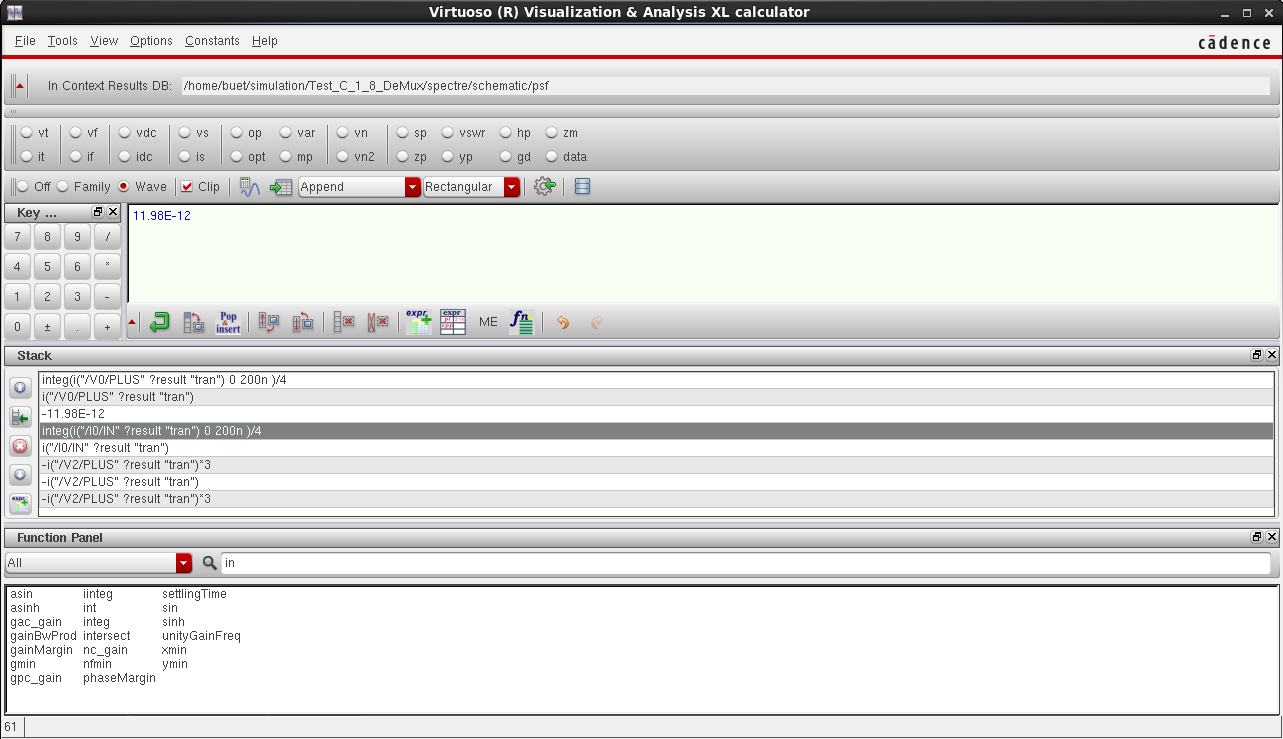 Virtuoso (R) Visualization & Analysis XL calculator
File Tools View Options Constants Help
cādence
In Context Results DB: /home/buet/simulation/Test_C_1_8_DeMux/spectre/schematic/psf
vt vf vdc vs op var vn sp vswr hp zm
it if idc is opt mp vn2 zp yp gd data
Off Family Wave Clip Append Rectangular
Key ...
11.98E-12
7 8 9 /
4 5 6 *
1 2 3 -
0 ± . +
Pop & insert expr expr ME fn
Stack
integ(i("/V0/PLUS" ?result "tran") 0 200n )/4
i("/V0/PLUS" ?result "tran")
-11.98E-12
integ(i("/I0/IN" ?result "tran") 0 200n )/4
i("/I0/IN" ?result "tran")
-i("/V2/PLUS" ?result "tran")*3
-i("/V2/PLUS" ?result "tran")
-i("/V2/PLUS" ?result "tran")*3
expr
Function Panel
All in
asin iinteg settlingTime
asinh int sin
gac_gain integ sinh
gainBwProd intersect unityGainFreq
gainMargin nc_gain xmin
gmin nfmin ymin
gpc_gain phaseMargin
61